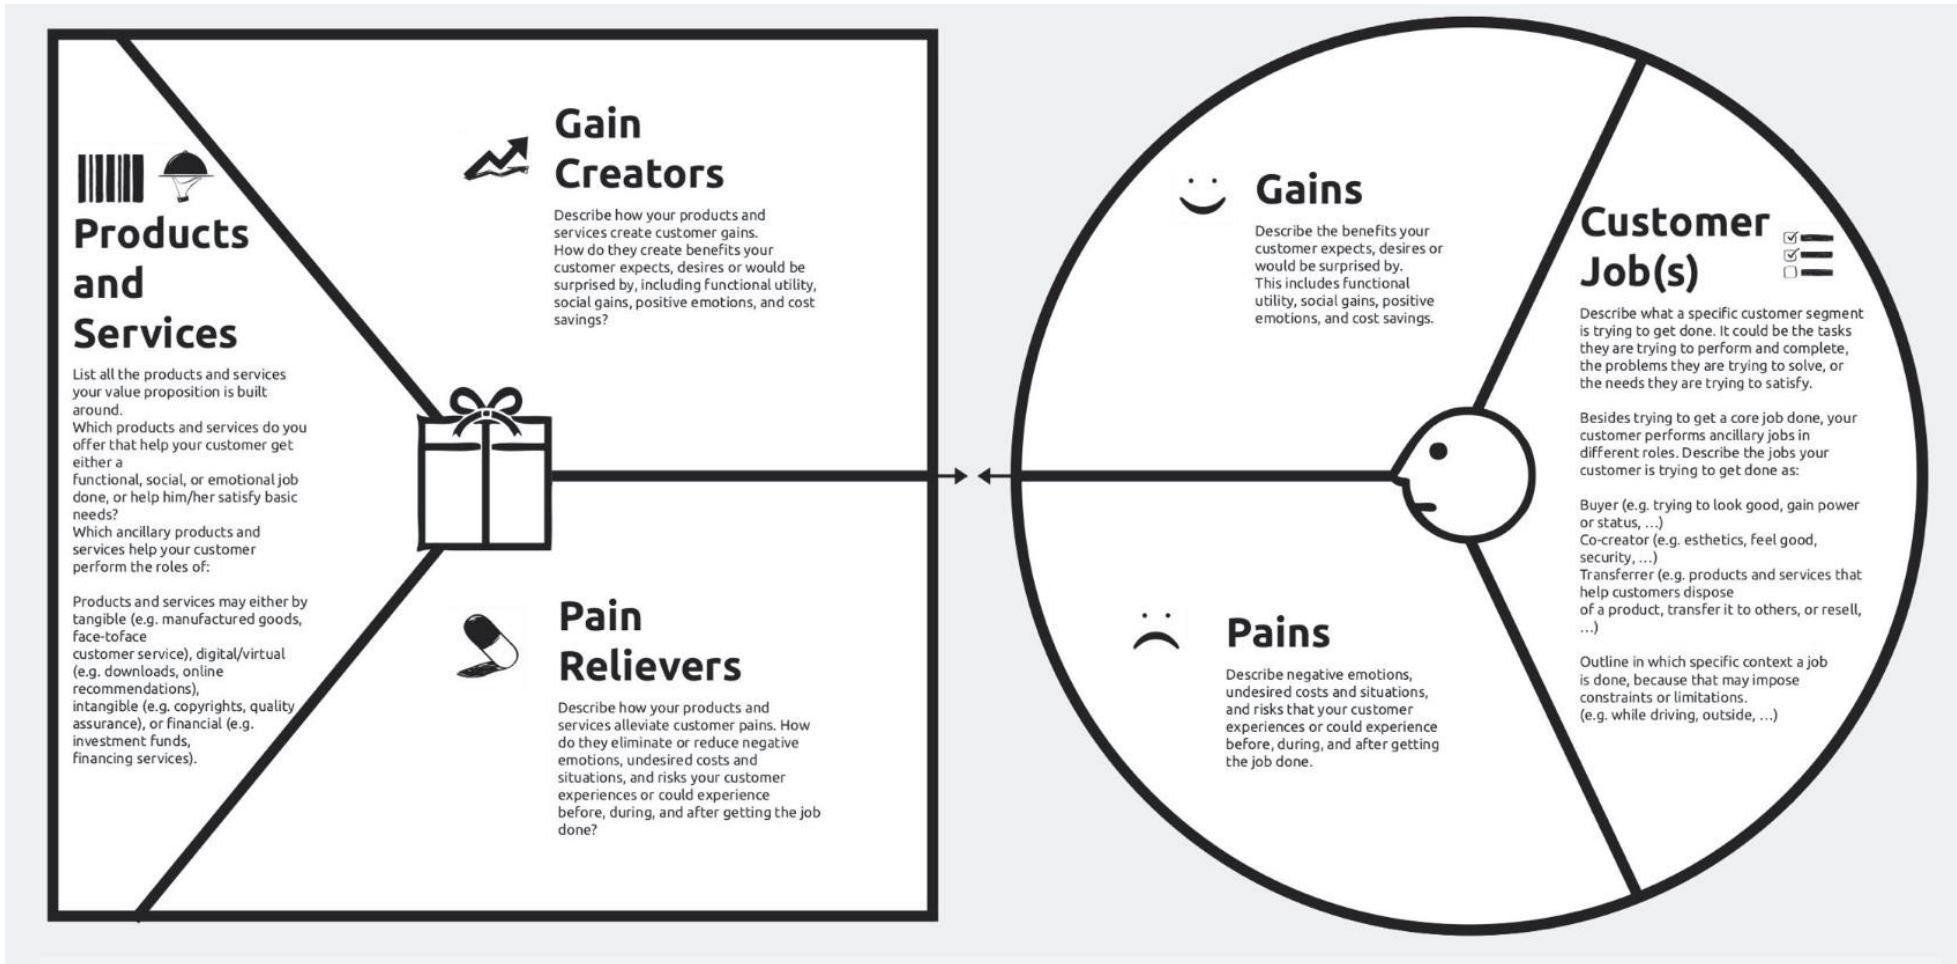 Products
and
Services
List all the products and services
your value proposition is built
around.
Which products and services do you
offer that help your customer get
either a
functional, social, or emotional job
done, or help him/her satisfy basic
needs?
Which ancillary products and
services help your customer
perform the roles of:
Products and services may either by
tangible (e.g. manufactured goods,
face-toface
customer service), digital/virtual
(e.g. downloads, online
recommendations),
intangible (e.g. copyrights, quality
assurance), or financial (e.g.
investment funds,
financing services).
Gain
Creators
Describe how your products and
services create customer gains.
How do they create benefits your
customer expects, desires or would be
surprised by, including functional utility,
social gains, positive emotions, and cost
savings?
Pain
Relievers
Describe how your products and
services alleviate customer pains. How
do they eliminate or reduce negative
emotions, undesired costs and
situations, and risks your customer
experiences or could experience
before, during, and after getting the job
done?
Gains
Describe the benefits your
customer expects, desires or
would be surprised by.
This includes functional
utility, social gains, positive
emotions, and cost savings.
Pains
Describe negative emotions,
undesired costs and situations,
and risks that your customer
experiences or could experience
before, during, and after getting
the job done.
Customer
Job(s)
Describe what a specific customer segment
is trying to get done. It could be the tasks
they are trying to perform and complete,
the problems they are trying to solve, or
the needs they are trying to satisfy.
Besides trying to get a core job done, your
customer performs ancillary jobs in
different roles. Describe the jobs your
customer is trying to get done as:
Buyer (e.g. trying to look good, gain power
or status, ...)
Co-creator (e.g. esthetics, feel good,
security, ...)
Transferrer (e.g. products and services that
help customers dispose
of a product, transfer it to others, or resell,
...)
Outline in which specific context a job
is done, because that may impose
constraints or limitations.
(e.g. while driving, outside, ...)